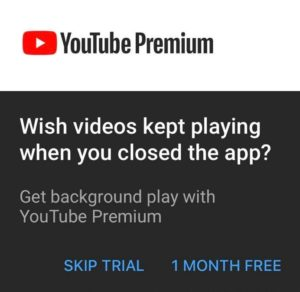 YouTube Premium
Wish videos kept playing
when you closed the app?
Get background play with
YouTube Premium
SKIP TRIAL 1 MONTH FREE